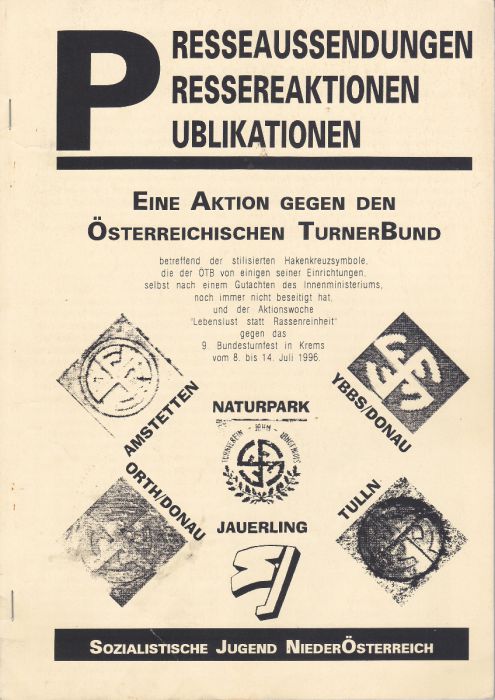 PRESSEAUSSENDUNGEN
PRESSEREAKTIONEN
PUBLIKATIONEN
EINE AKTION GEGEN DEN
ÖSTERREICHISCHEN TURNERBUND
betreffend der stilisierten Hakenkreuzsymbole,
die der ÖTB von einigen seiner Einrichtungen,
selbst nach einem Gutachten des Innenministeriums,
noch immer nicht beseitigt hat,
und der Aktionswoche
"Lebenslust statt Rassenreinheit"
gegen das
9. Bundesturnfest in Krems
vom 8. bis 14. Juli 1996.
AMSTETTEN
YBBS/DONAU
NATURPARK
JAUERLING
ORTH/DONAU
TULLN
SJ
SOZIALISTISCHE JUGEND NIEDERÖSTERREICH